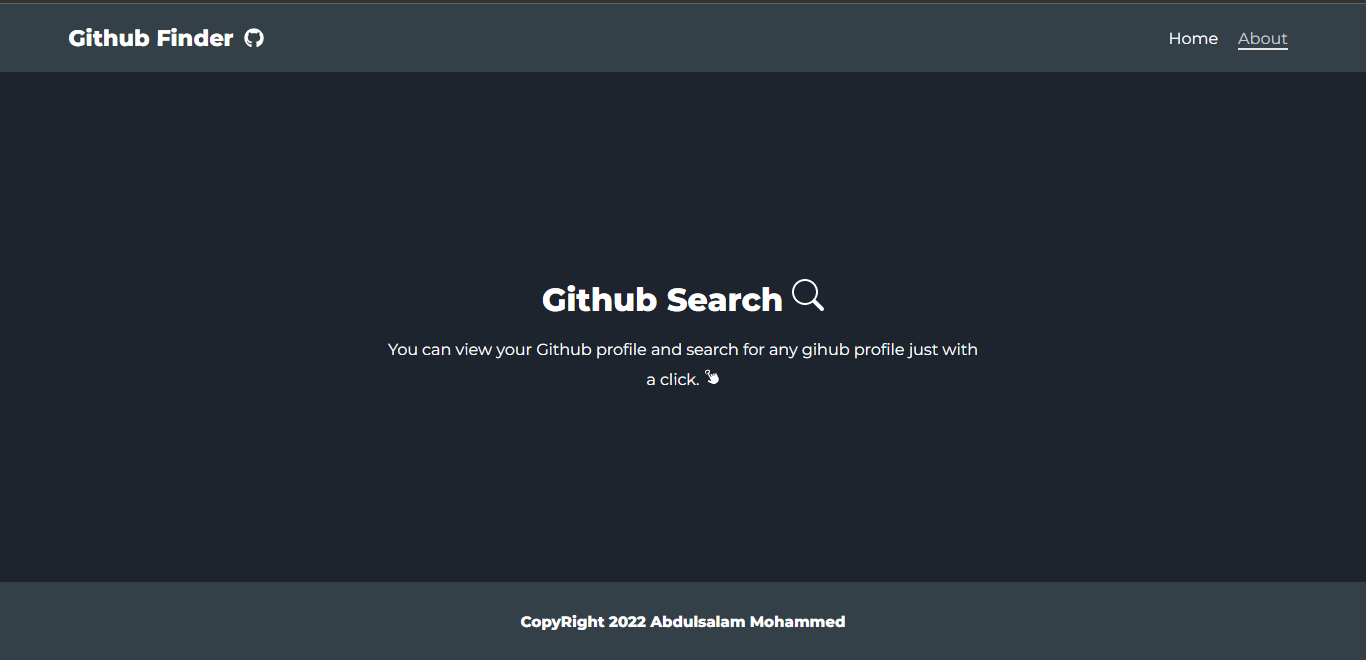 Github Finder
Home About
Github Search
You can view your Github profile and search for any gihub profile just with
a click.
CopyRight 2022 Abdulsalam Mohammed